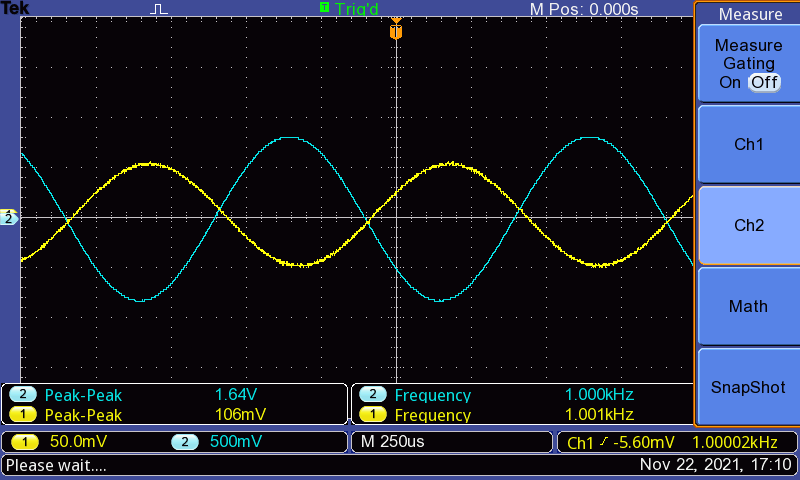 Tek
T Trig'd
M Pos: 0.000s
T
Measure
Measure
Gating
On Off
Ch1
Ch2
Math
SnapShot
2
2 Peak-Peak 1.64V
1 Peak-Peak 106mV
2 Frequency 1.000kHz
1 Frequency 1.001kHz
1 50.0mV 2 500mV
M 250us
Ch1 -5.60mV 1.00002kHz
Please wait....
Nov 22, 2021, 17:10